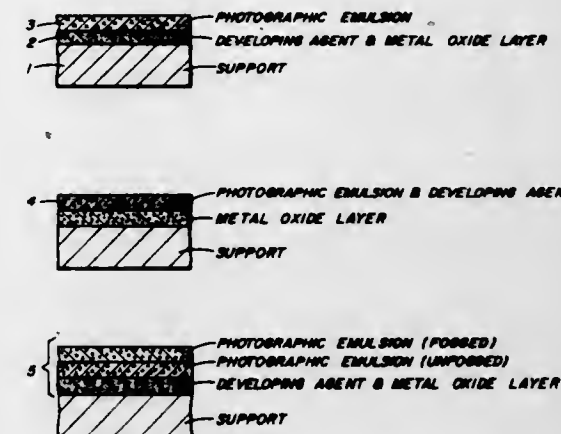 3 PHOTOGRAPHIC EMULSION
2 DEVELOPING AGENT & METAL OXIDE LAYER
1 SUPPORT
4 PHOTOGRAPHIC EMULSION & DEVELOPING AGEN
METAL OXIDE LAYER
SUPPORT
PHOTOGRAPHIC EMULSION (FOGGED)
5 PHOTOGRAPHIC EMULSION (UNFOGGED)
DEVELOPING AGENT & METAL OXIDE LAYER
SUPPORT